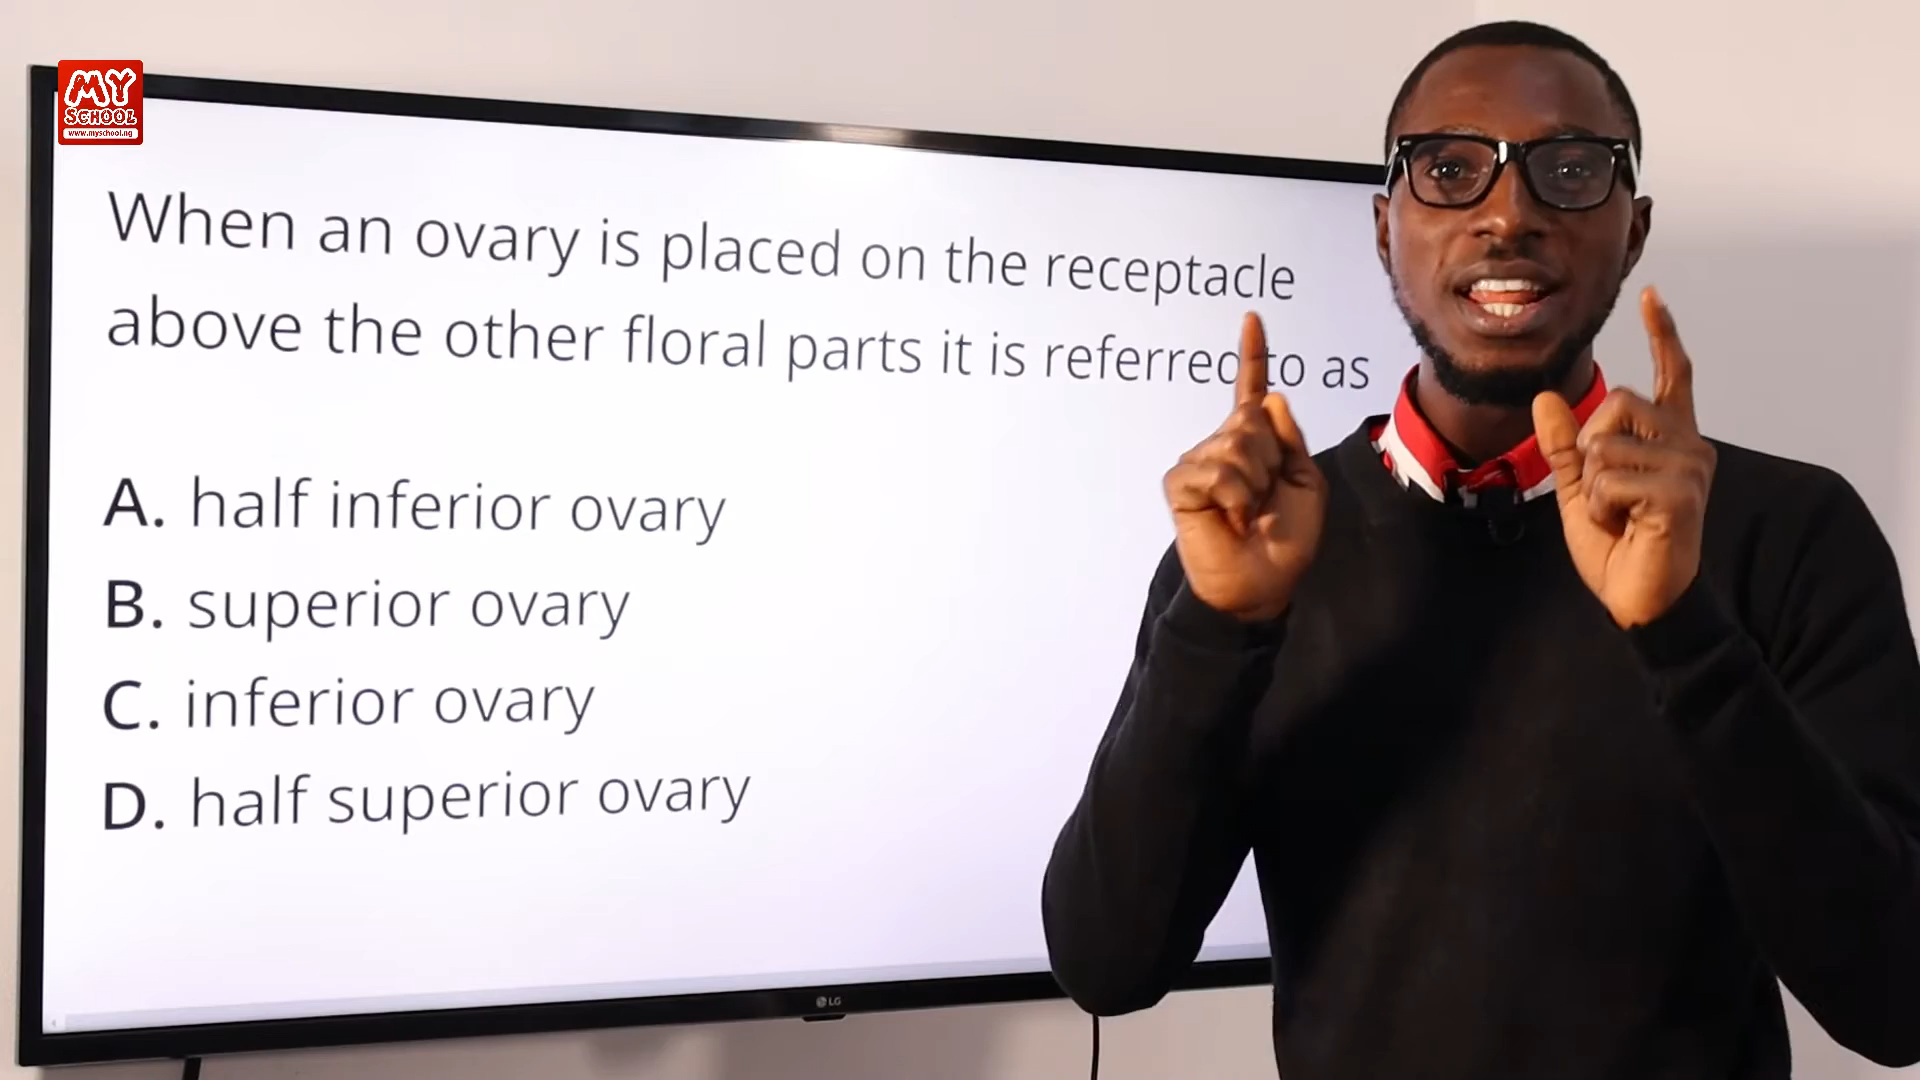 MY
SCHOOL
www.myschool.ng
When an ovary is placed on the receptacle
above the other floral parts it is referred to as
A. half inferior ovary
B. superior ovary
C. inferior ovary
D. half superior ovary
LG